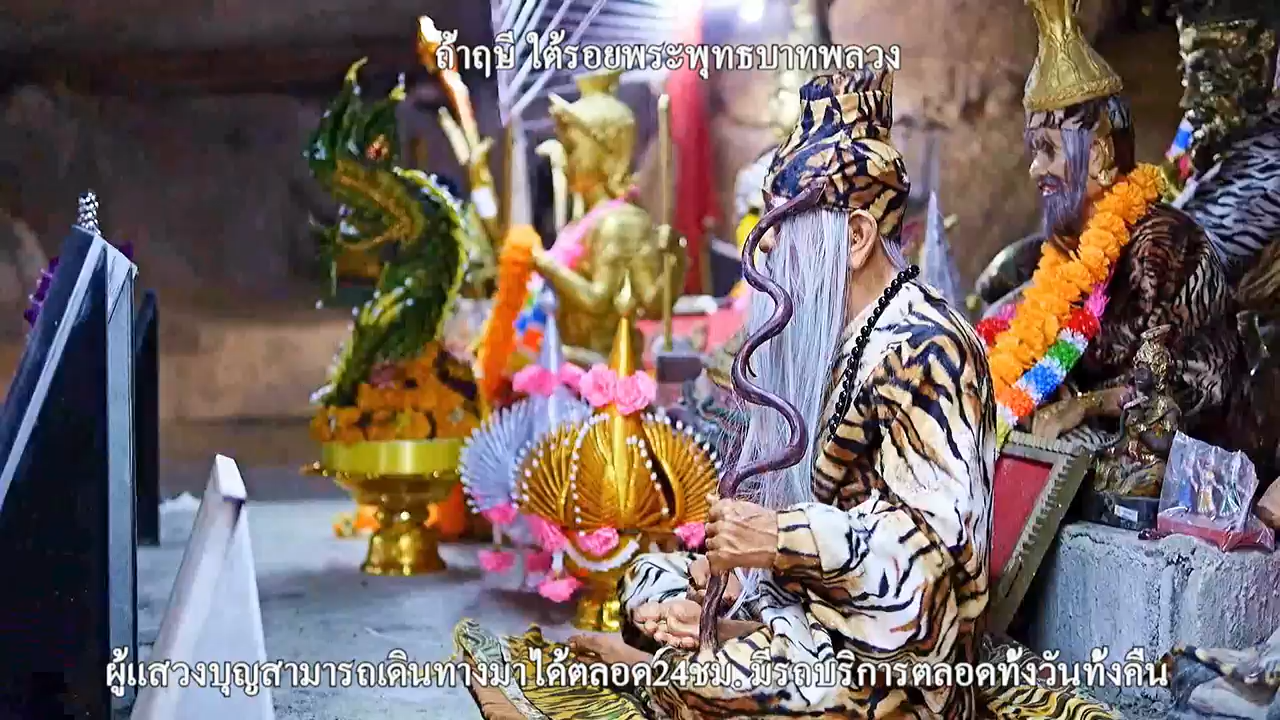 ถ้ำฤษี ใต้รอยพระพุทธบาทพลวง
ผู้แสวงบุญสามารถเดินทางมาได้ตลอด24ชม. มีรถบริการตลอดทั้งวันทั้งคืน